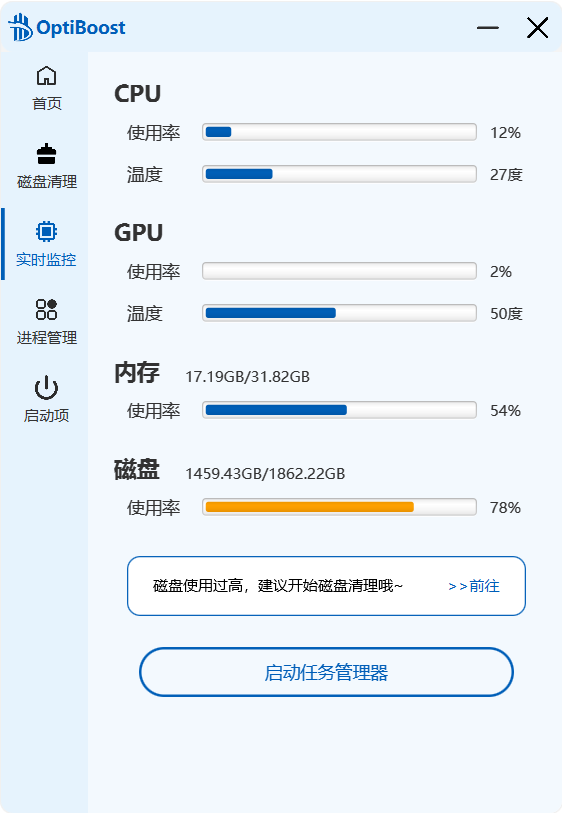 OptiBoost
首页
磁盘清理
实时监控
进程管理
启动项
CPU
使用率 12%
温度 27度
GPU
使用率 2%
温度 50度
内存 17.19GB/31.82GB
使用率 54%
磁盘 1459.43GB/1862.22GB
使用率 78%
磁盘使用过高，建议开始磁盘清理哦~ >>前往
启动任务管理器